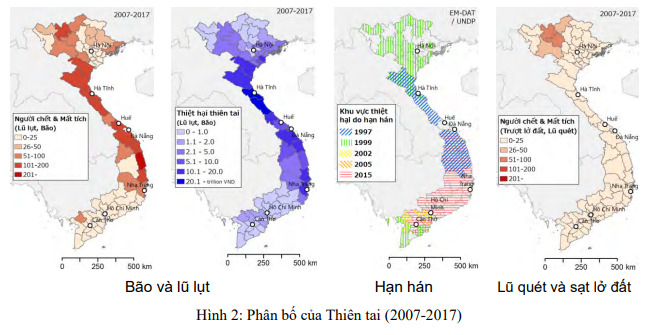 2007-2017
Hà Nội
Hà Tĩnh
Huế
Đà Nẵng
Nha Trang
Hồ Chí Minh
Cần Thơ
Người chết & Mất tích
(Lũ lụt, Bão)
0-25
26-50
51-100
101-200
201-
0
250
500 km
2007-2017
Hà Nội
Hà Tĩnh
Huế
Đà Nẵng
Nha Trang
Hồ Chí Minh
Cần Thơ
Thiệt hại thiên tai
(Lũ lụt, Bão)
0 - 1.0
1.1 - 2.0
2.1 - 5.0
5.1 - 10.0
10.1 - 20.0
20.1 + trillion VND
0
250
500 km
EM-DAT
/ UNDP
Hà Nội
Hà Tĩnh
Huế
Đà Nẵng
Nha
Trang
Hồ Chí
Minh
Cần Thơ
Khu vực thiệt
hại do hạn hán
1997
1999
2002
2005
2015
0
250
500 km
2007-2017
Hà Nội
Hà Tĩnh
Huế
Đà Nẵng
Nha Trang
Hồ Chí Minh
Cần Thơ
Người chết & Mất tích
(Trượt lở đất, Lũ quét)
0-25
26-50
51-100
101-200
201-
0
250
500 km
Bão và lũ lụt
Hạn hán
Lũ quét và sạt lở đất
Hình 2: Phân bố của Thiên tai (2007-2017)